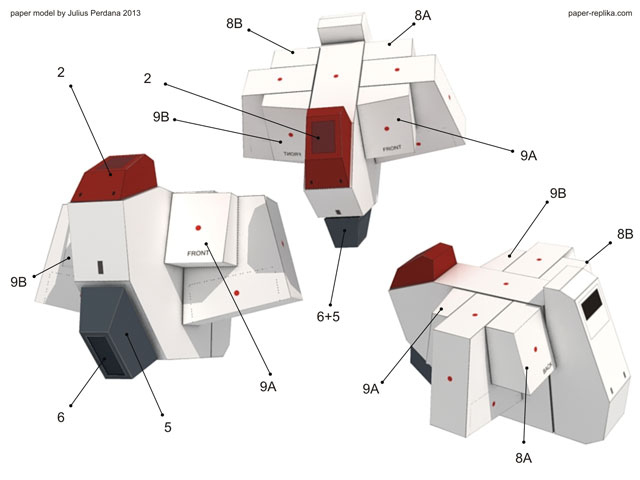 paper model by Julius Perdana 2013
paper-replika.com
8B
8A
2
2
9B
FRONT
FRONT
9A
9B
8B
9B
FRONT
6+5
9A
BACK
9A
6
5
8A